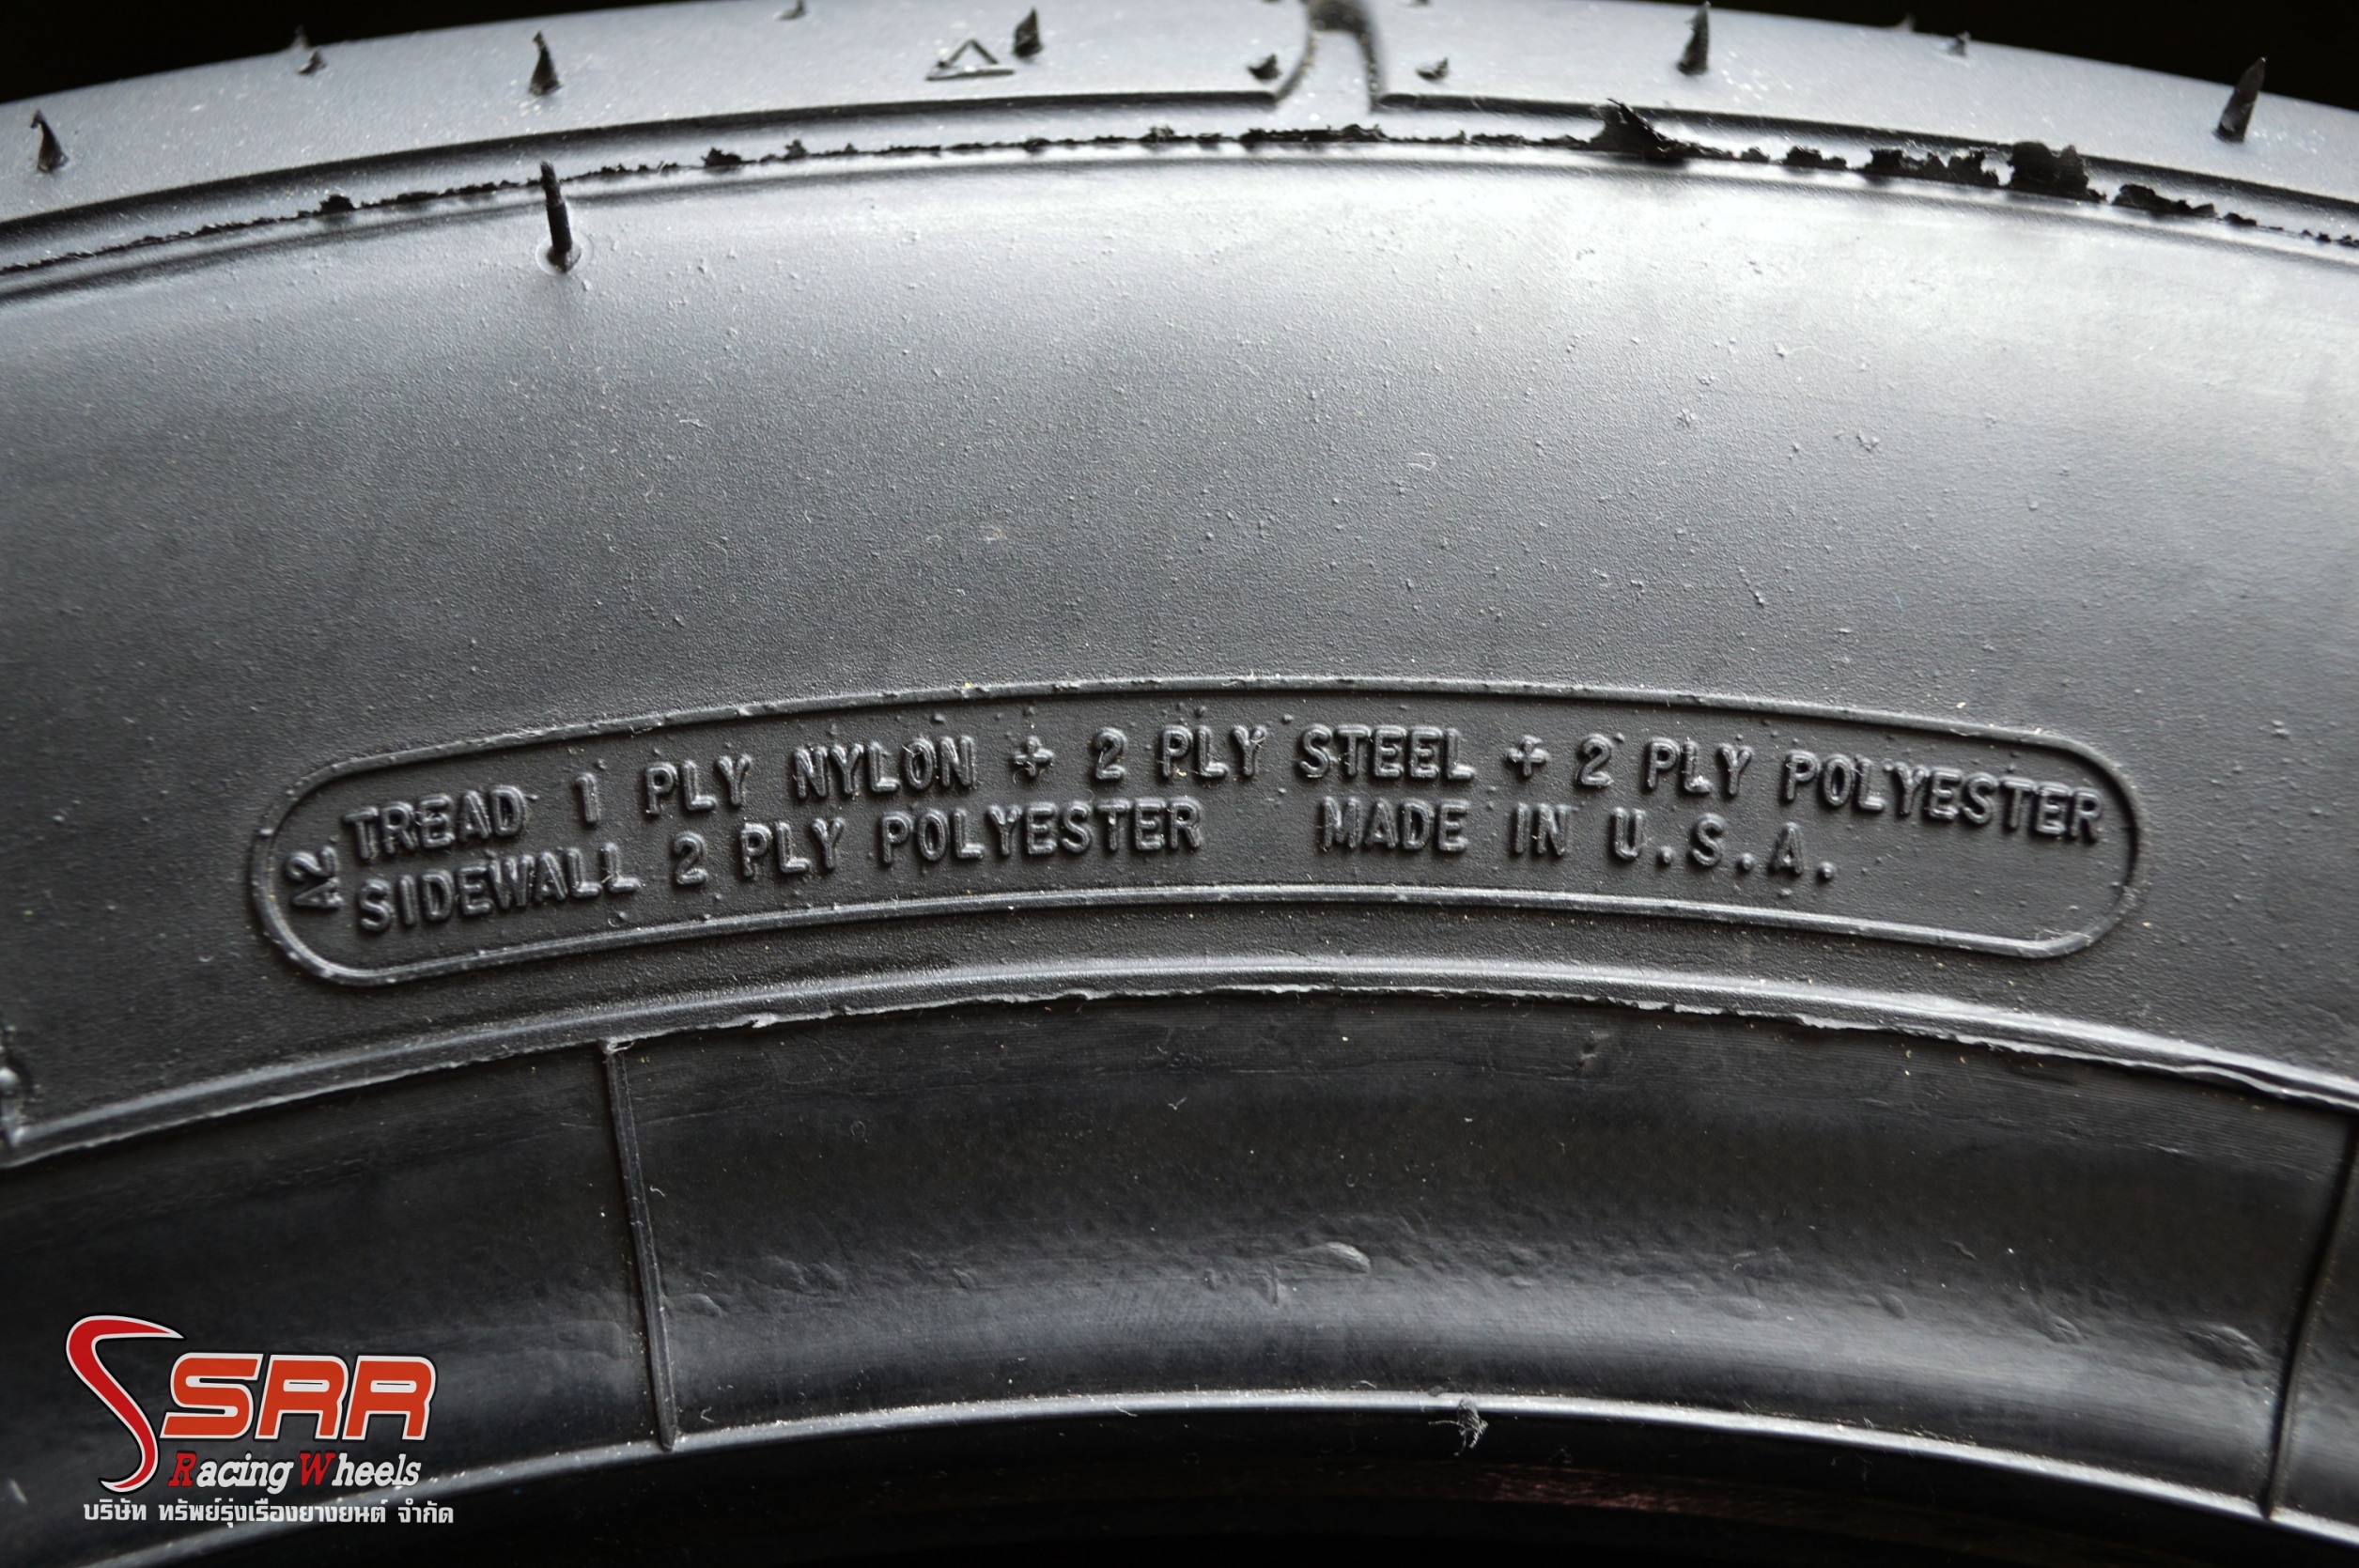 A2
TREAD 1 PLY NYLON + 2 PLY STEEL + 2 PLY POLYESTER
SIDEWALL 2 PLY POLYESTER MADE IN U.S.A.
SRR
Racing Wheels
บริษัท ทรัพย์รุ่งเรืองยางยนต์ จำกัด